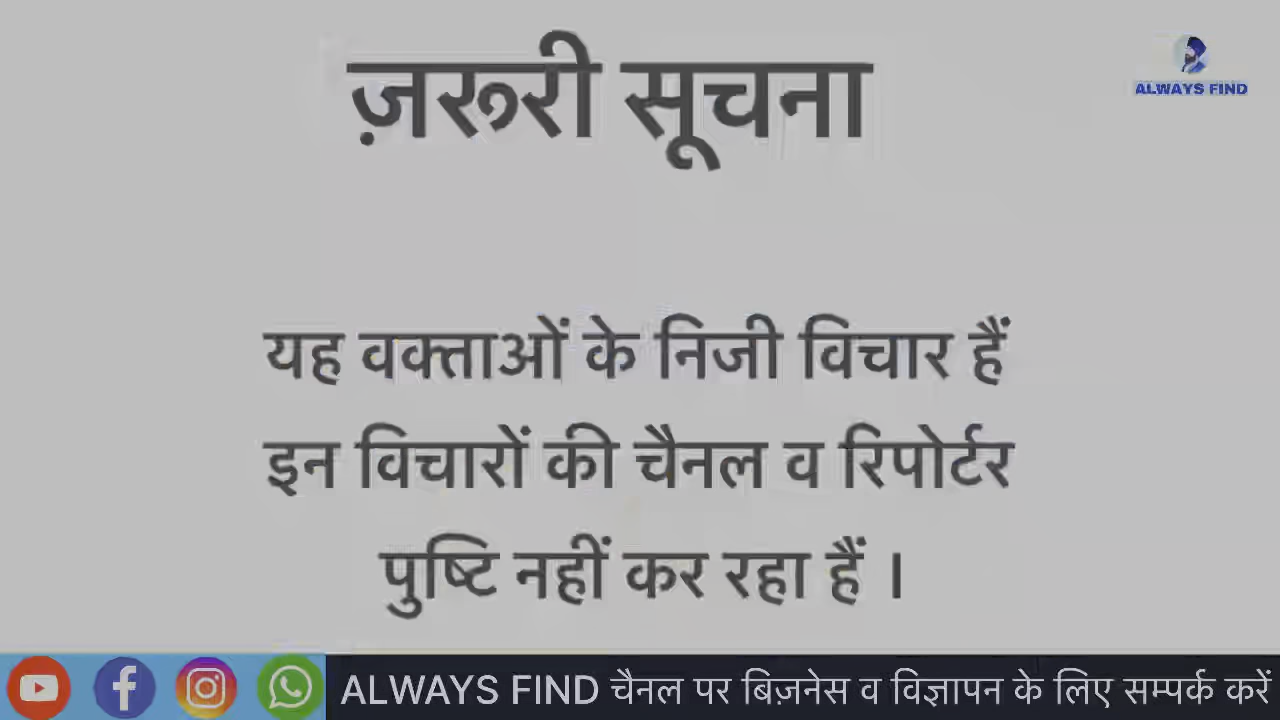 ज़रूरी सूचना
ALWAYS FIND
यह वक्ताओं के निजी विचार हैं
इन विचारों की चैनल व रिपोर्टर
पुष्टि नहीं कर रहा हैं ।
ALWAYS FIND चैनल पर बिज़नेस व विज्ञापन के लिए सम्पर्क करें